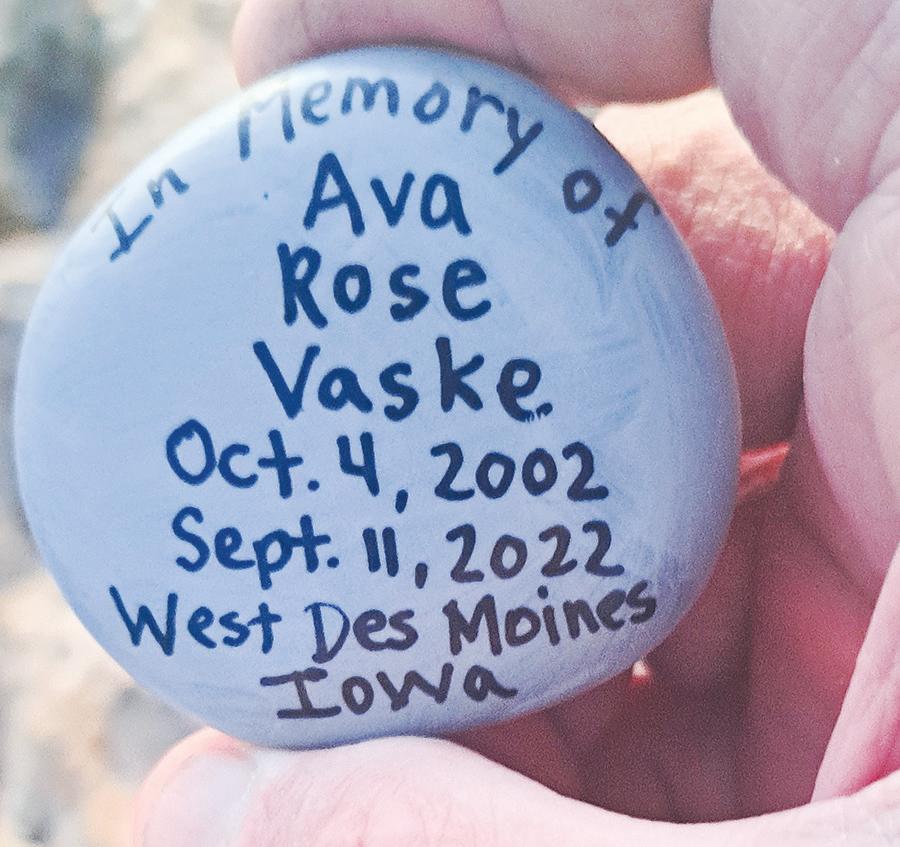 In Memory of
Ava
Rose
Vaske
Oct. 4, 2002
Sept. 11, 2022
West Des Moines
Iowa